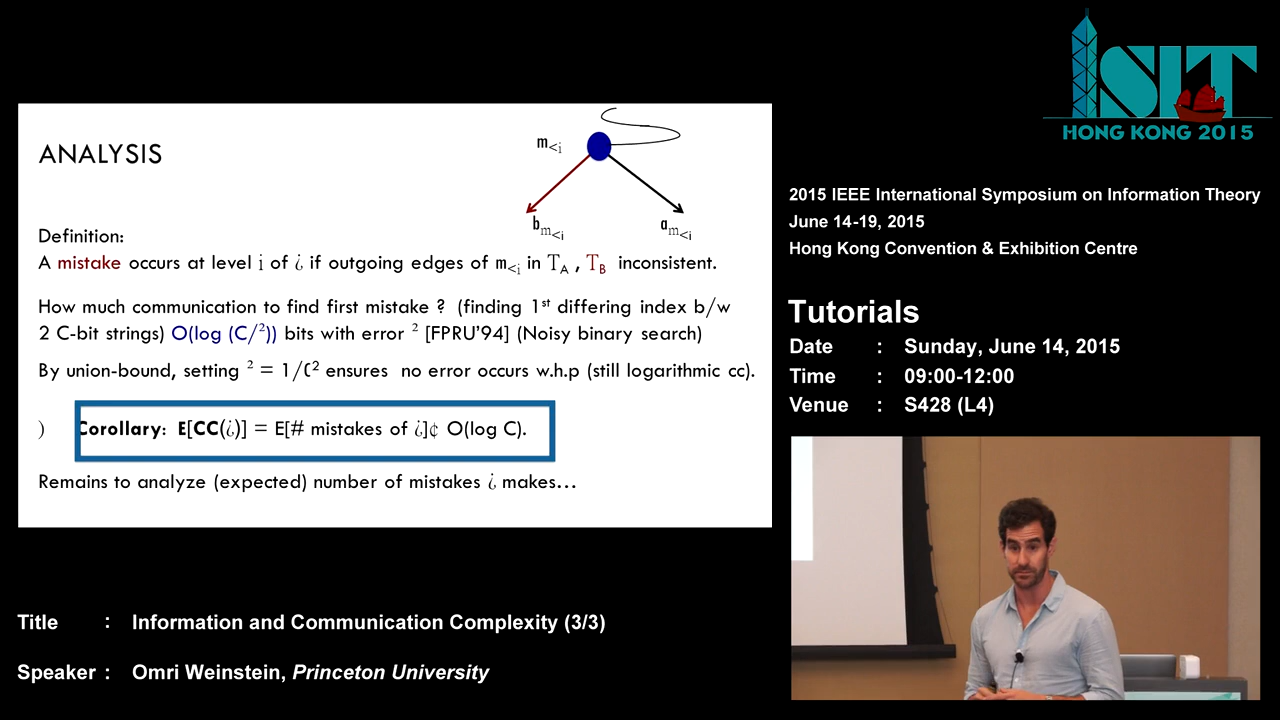 ISIT
HONG KONG 2015
ANALYSIS
m<i
b m<i
a m<i
Definition:
A mistake occurs at level i of ¿ if outgoing edges of m<i in TA , TB inconsistent.
How much communication to find first mistake ? (finding 1st differing index b/w
2 C-bit strings) O(log (C/²)) bits with error ² [FPRU'94] (Noisy binary search)
By union-bound, setting ² = 1/C² ensures no error occurs w.h.p (still logarithmic cc).
) Corollary: E[CC(¿)] = E[# mistakes of ¿]¢ O(log C).
Remains to analyze (expected) number of mistakes ¿ makes…
2015 IEEE International Symposium on Information Theory
June 14-19, 2015
Hong Kong Convention & Exhibition Centre
Tutorials
Date : Sunday, June 14, 2015
Time : 09:00-12:00
Venue : S428 (L4)
Title : Information and Communication Complexity (3/3)
Speaker : Omri Weinstein, Princeton University